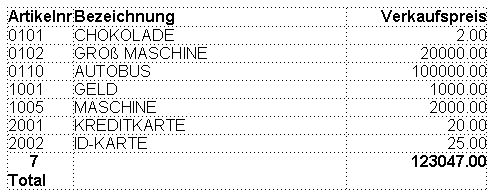 Artikelnr Bezeichnung Verkaufspreis
0101 CHOKOLADE 2.00
0102 GROß MASCHINE 20000.00
0110 AUTOBUS 100000.00
1001 GELD 1000.00
1005 MASCHINE 2000.00
2001 KREDITKARTE 20.00
2002 ID-KARTE 25.00
7 123047.00
Total